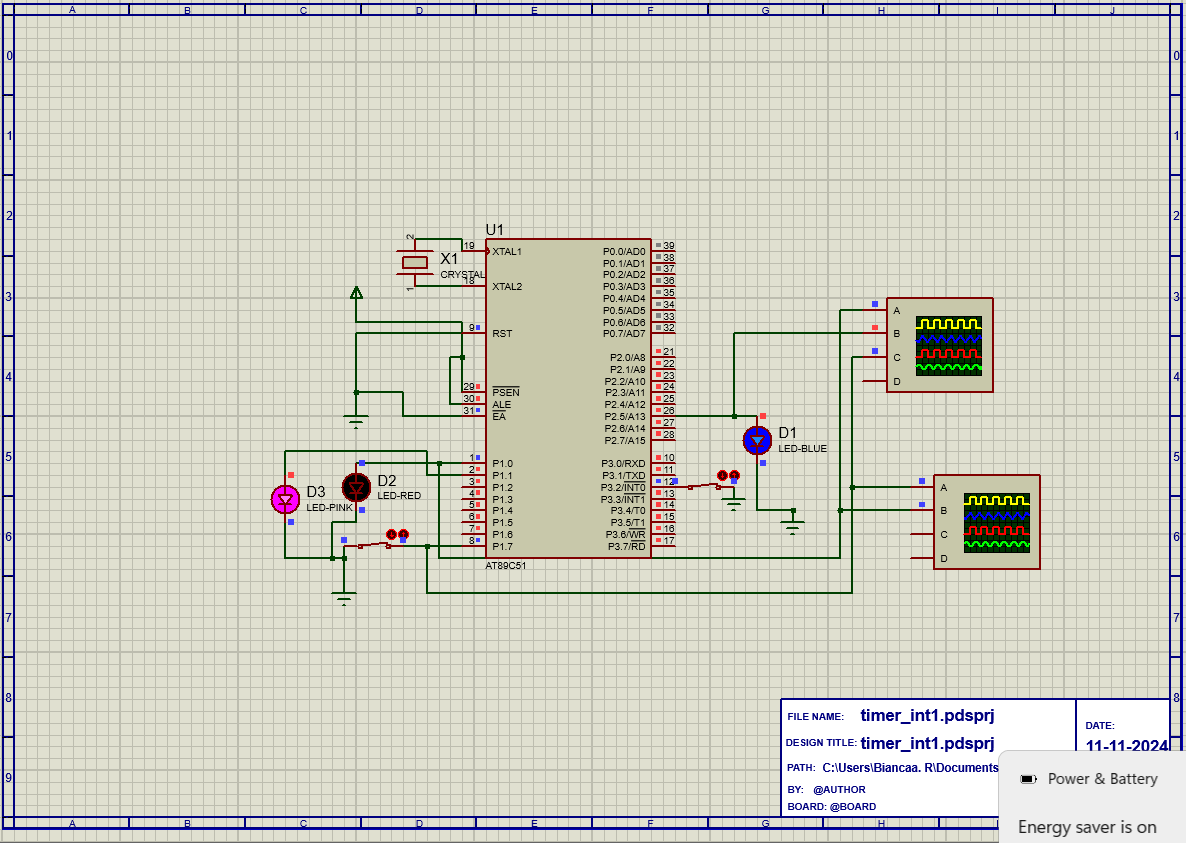 A B C D E F G H I J
0 0
1 1
2 2
3 3
4 4
5 5
6 6
7 7
8 8
9
U1
2
19 XTAL1
X1
CRYSTAL
1
18 XTAL2
9 RST
29 PSEN
30 ALE
31 EA
1 P1.0
2 P1.1
3 P1.2
4 P1.3
5 P1.4
6 P1.5
7 P1.6
8 P1.7
AT89C51
P0.0/AD0 39
P0.1/AD1 38
P0.2/AD2 37
P0.3/AD3 36
P0.4/AD4 35
P0.5/AD5 34
P0.6/AD6 33
P0.7/AD7 32
P2.0/A8 21
P2.1/A9 22
P2.2/A10 23
P2.3/A11 24
P2.4/A12 25
P2.5/A13 26
P2.6/A14 27
P2.7/A15 28
P3.0/RXD 10
P3.1/TXD 11
P3.2/INT0 12
P3.3/INT1 13
P3.4/T0 14
P3.5/T1 15
P3.6/WR 16
P3.7/RD 17
D3
LED-PINK
D2
LED-RED
D1
LED-BLUE
A
B
C
D
A
B
C
D
FILE NAME: timer_int1.pdsprj
DESIGN TITLE: timer_int1.pdsprj
PATH: C:\Users\Biancaa. R\Documents
BY: @AUTHOR
BOARD: @BOARD
DATE:
11-11-2024
Power & Battery
Energy saver is on
A B C D E F G H